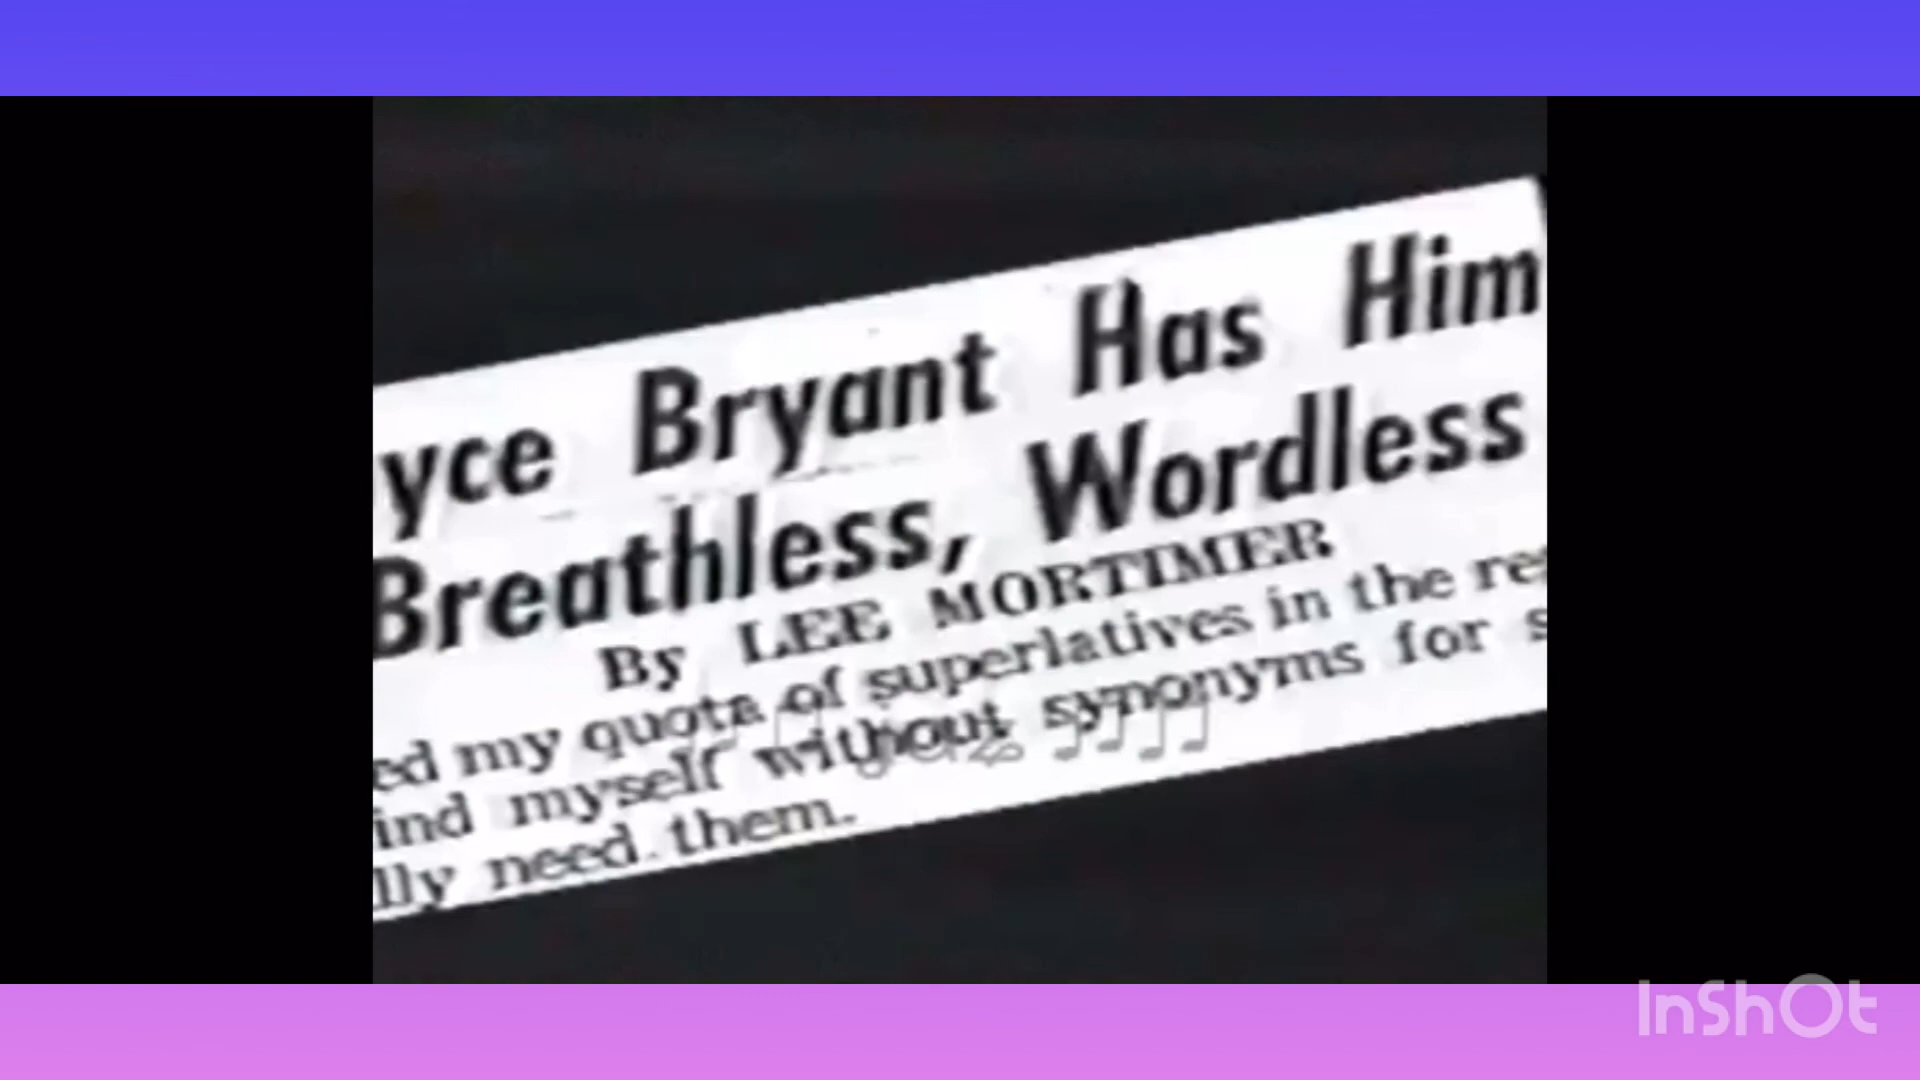 yce Bryant Has Him
Breathless, Wordless
By LEE MORTIMER
ed my quota of superlatives in the
ind myself without synonyms for
lly need them.
InShOt